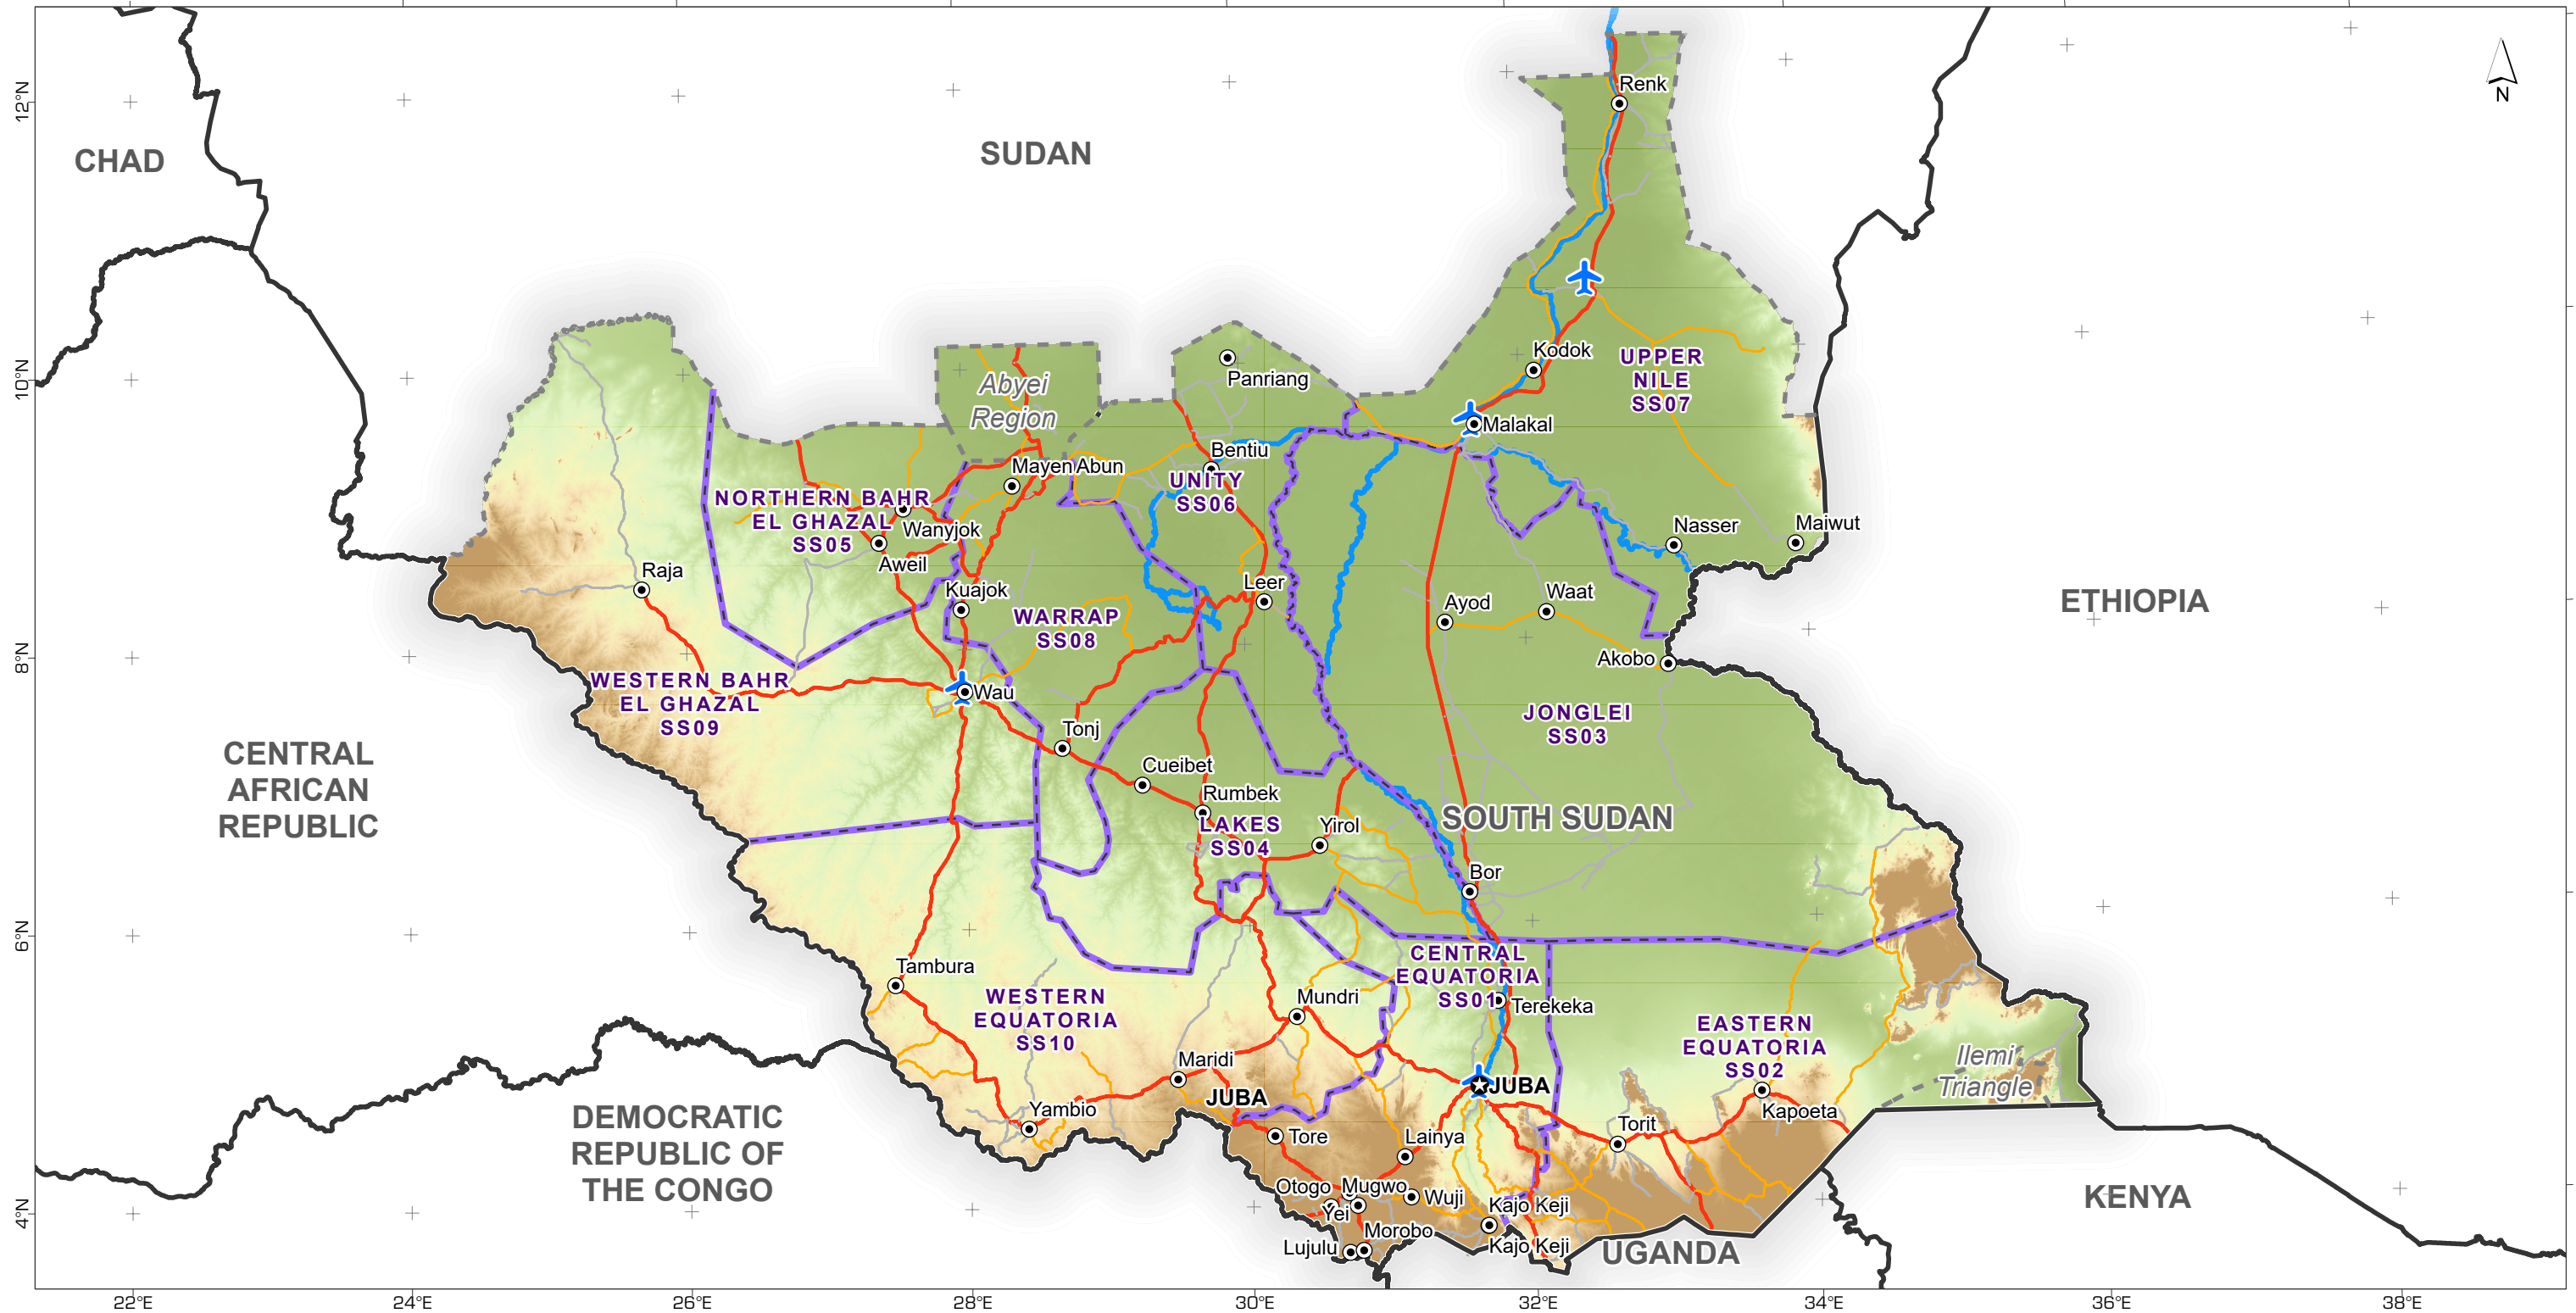 12°E
10°N
8°N
6°N
4°N
22°E
24°E
26°E
28°E
30°E
32°E
34°E
36°E
38°E
N
CHAD
SUDAN
ETHIOPIA
CENTRAL
AFRICAN
REPUBLIC
DEMOCRATIC
REPUBLIC OF
THE CONGO
UGANDA
KENYA
SOUTH SUDAN
Abyei
Region
Ilemi
Triangle
UPPER
NILE
SS07
UNITY
SS06
NORTHERN BAHR
EL GHAZAL
SS05
WARRAP
SS08
WESTERN BAHR
EL GHAZAL
SS09
JONGLEI
SS03
LAKES
SS04
CENTRAL
EQUATORIA
SS01
WESTERN
EQUATORIA
SS10
EASTERN
EQUATORIA
SS02
Renk
Kodok
Malakal
Panriang
Bentiu
Mayen Abun
Wanyjok
Aweil
Nasser
Maiwut
Raja
Kuajok
Leer
Ayod
Waat
Akobo
Wau
Tonj
Cueibet
Rumbek
Yirol
Bor
Tambura
Mundri
Terekeka
Maridi
JUBA
JUBA
Kapoeta
Yambio
Tore
Lainya
Torit
Otogo
Mugwo
Wuji
Yei
Kajo Keji
Morobo
Lujulu
Kajo Keji